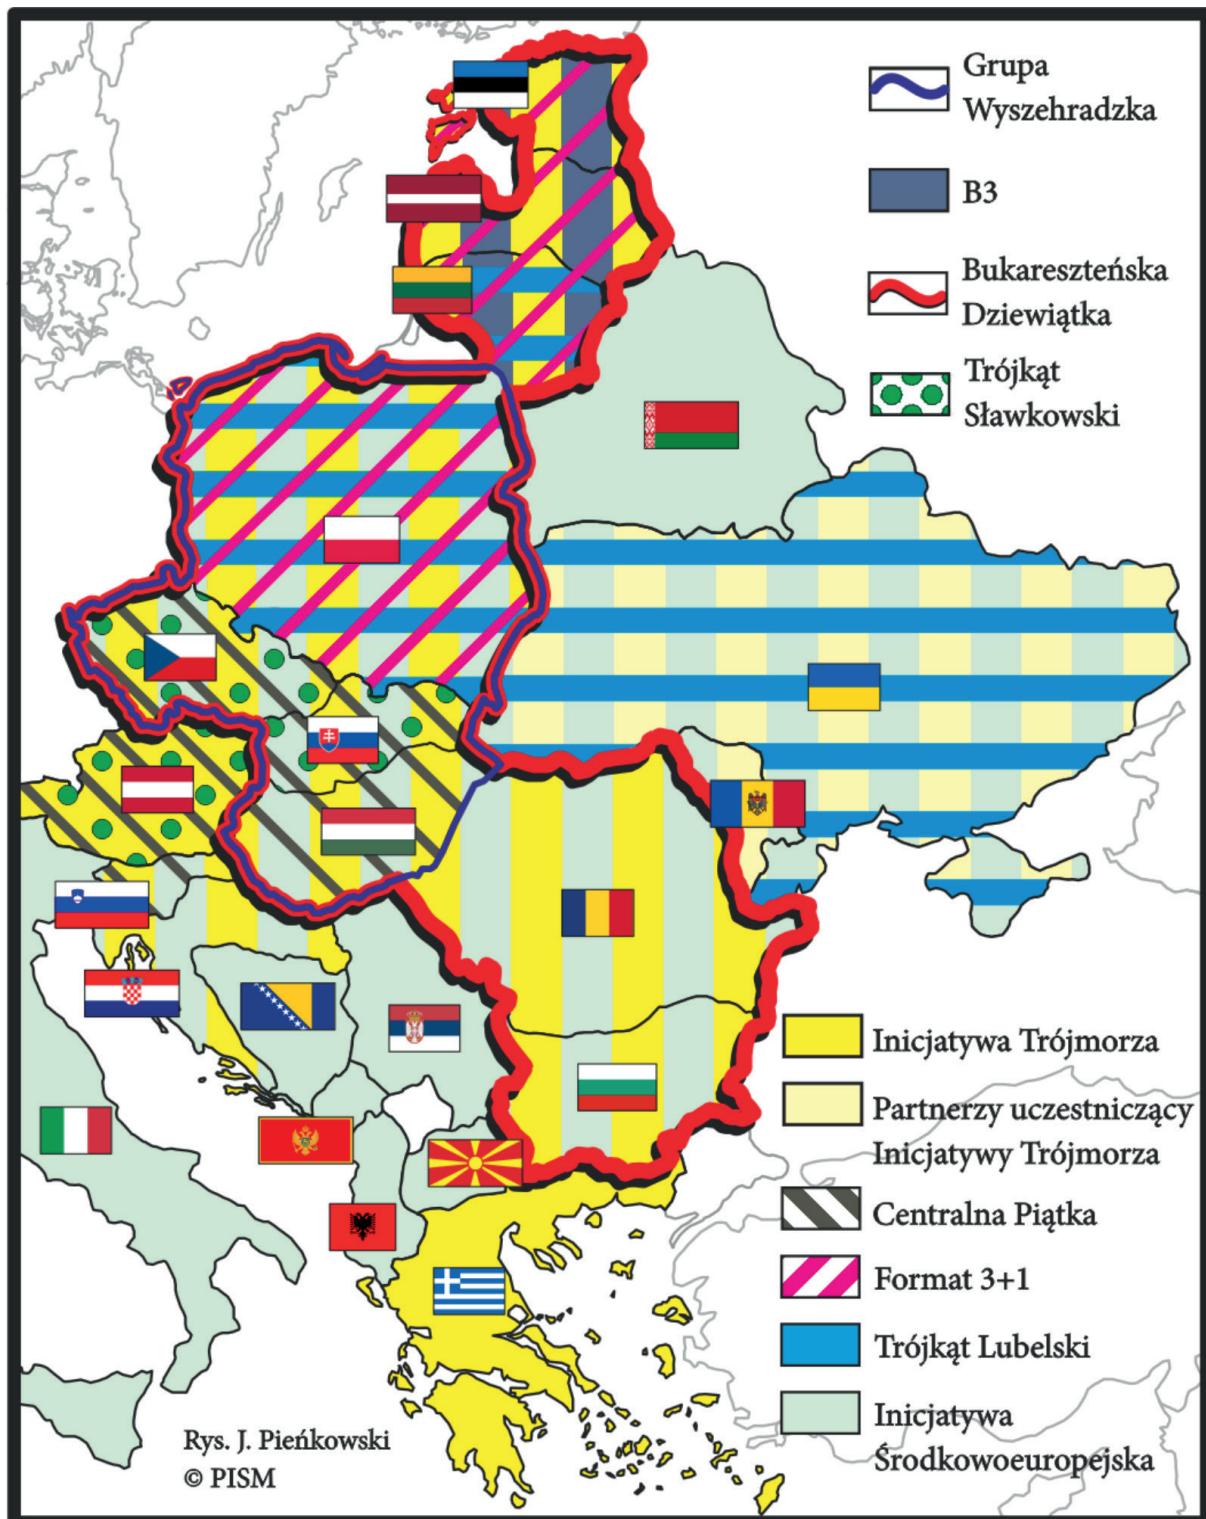 Grupa
Wyszehradzka
B3
Bukareszteńska
Dziewiątka
Trójkąt
Sławkowski
Inicjatywa Trójmorza
Partnerzy uczestniczący
Inicjatywy Trójmorza
Centralna Piątka
Format 3+1
Trójkąt Lubelski
Inicjatywa
Środkowoeuropejska
Rys. J. Pieńkowski
© PISM